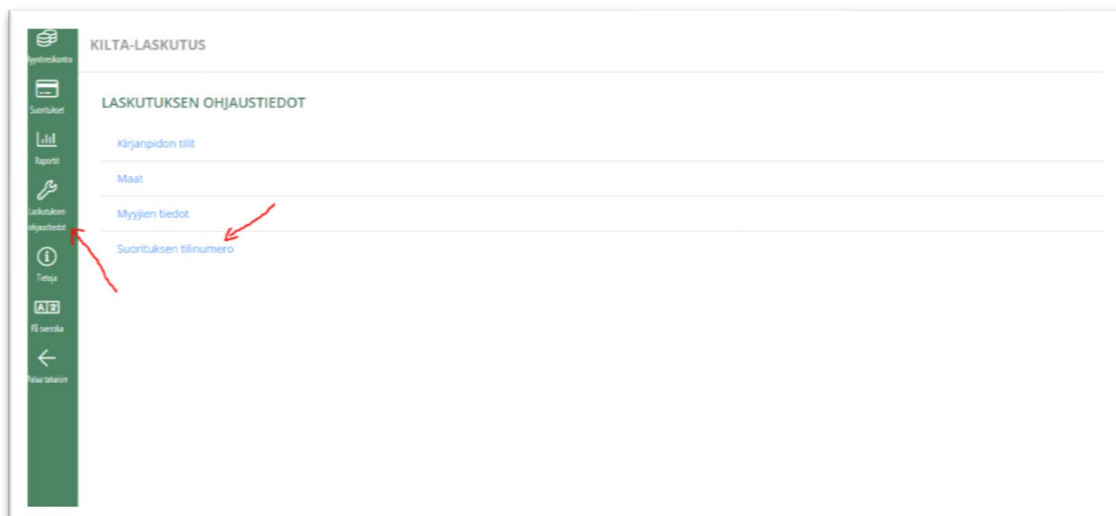 Myyntireskontra
KILTA-LASKUTUS
Suoritukset
LASKUTUKSEN OHJAUSTIEDOT
Raportit
Kirjanpidon tilit
Maat
Laskutuksen
ohjaustiedot
Myyjien tiedot
Suorituksen tilinumero
Tietoja
På svenska
Palaa takaisin